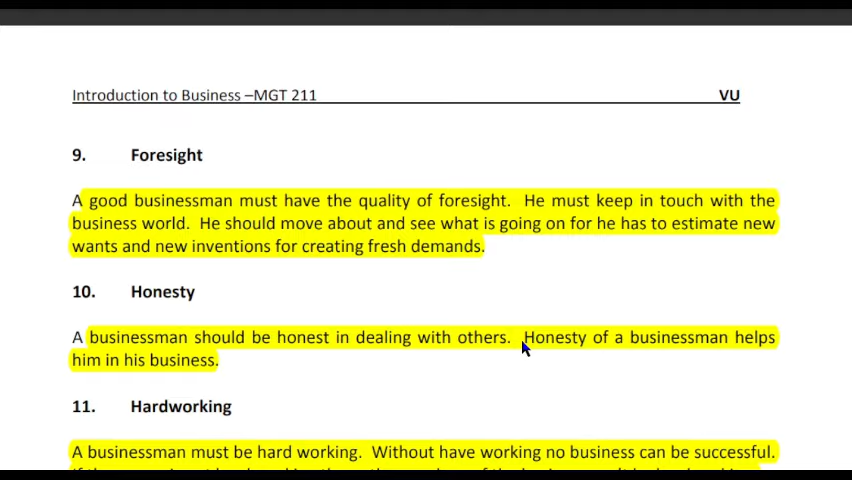 Introduction to Business –MGT 211 VU
9. Foresight
A good businessman must have the quality of foresight. He must keep in touch with the
business world. He should move about and see what is going on for he has to estimate new
wants and new inventions for creating fresh demands.
10. Honesty
A businessman should be honest in dealing with others. Honesty of a businessman helps
him in his business.
11. Hardworking
A businessman must be hard working. Without have working no business can be successful.